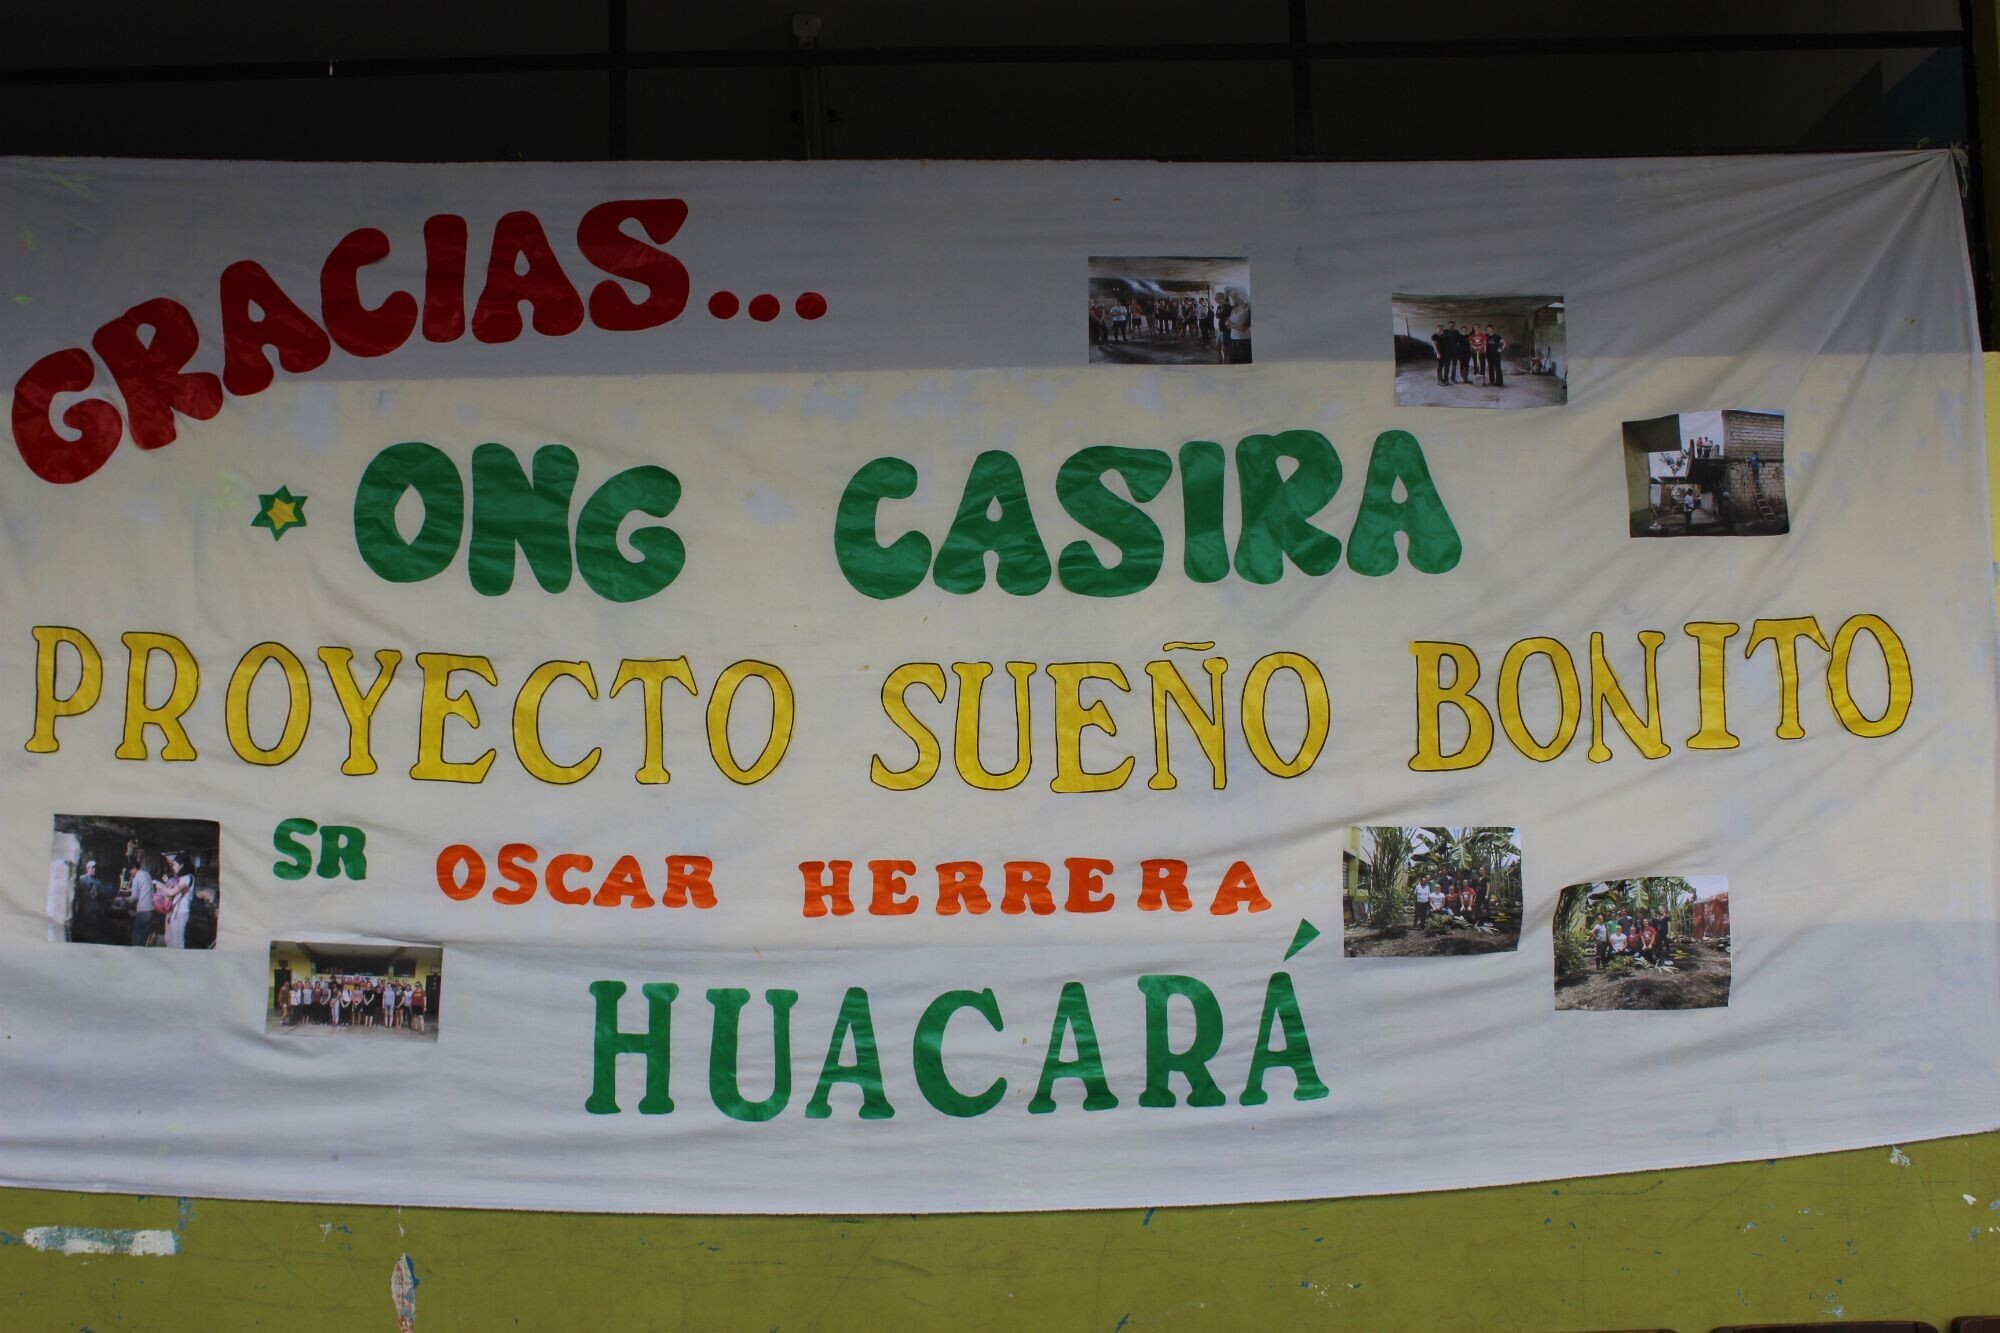 GRACIAS...
ONG CASIRA
PROYECTO SUEÑO BONITO
SR OSCAR HERRERA
HUACARÁ